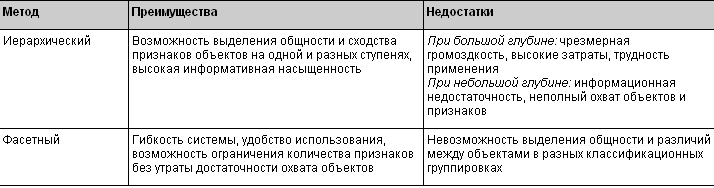 Метод Преимущества Недостатки
Иерархический
Возможность выделения общности и сходства
признаков объектов на одной и разных ступенях,
высокая информативная насыщенность
При большой глубине: чрезмерная
громоздкость, высокие затраты, трудность
применения
При небольшой глубине: информационная
недостаточность, неполный охват объектов и
признаков
Фасетный
Гибкость системы, удобство использования,
возможность ограничения количества признаков
без утраты достаточности охвата объектов
Невозможность выделения общности и различий
между объектами в разных классификационных
группировках